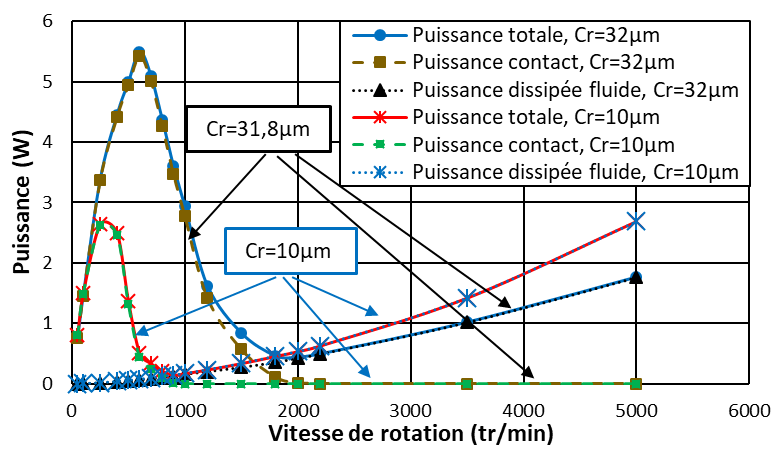 6
5
4
3
2
1
0
Puissance (W)
Puissance totale, Cr=32µm
Puissance contact, Cr=32µm
Puissance dissipée fluide, Cr=32µm
Puissance totale, Cr=10µm
Puissance contact, Cr=10µm
Puissance dissipée fluide, Cr=10µm
Cr=31,8µm
Cr=10µm
0 1000 2000 3000 4000 5000 6000
Vitesse de rotation (tr/min)